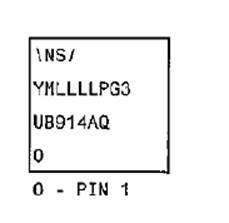 \NS/
YMLLLLPG3
UB914AQ
O
O - PIN 1